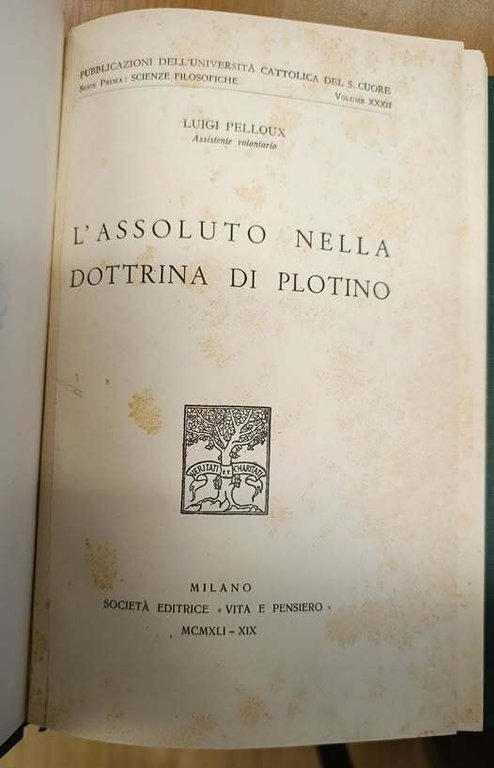 PUBBLICAZIONI DELL'UNIVERSITÀ CATTOLICA DEL S. CUORE
SERIE PRIMA: SCIENZE FILOSOFICHE VOLUME XXXII
LUIGI PELLOUX
Assistente volontario
L'ASSOLUTO NELLA
DOTTRINA DI PLOTINO
VERITATI ET CHARITATI
MILANO
SOCIETÀ EDITRICE « VITA E PENSIERO »
MCMXLI – XIX